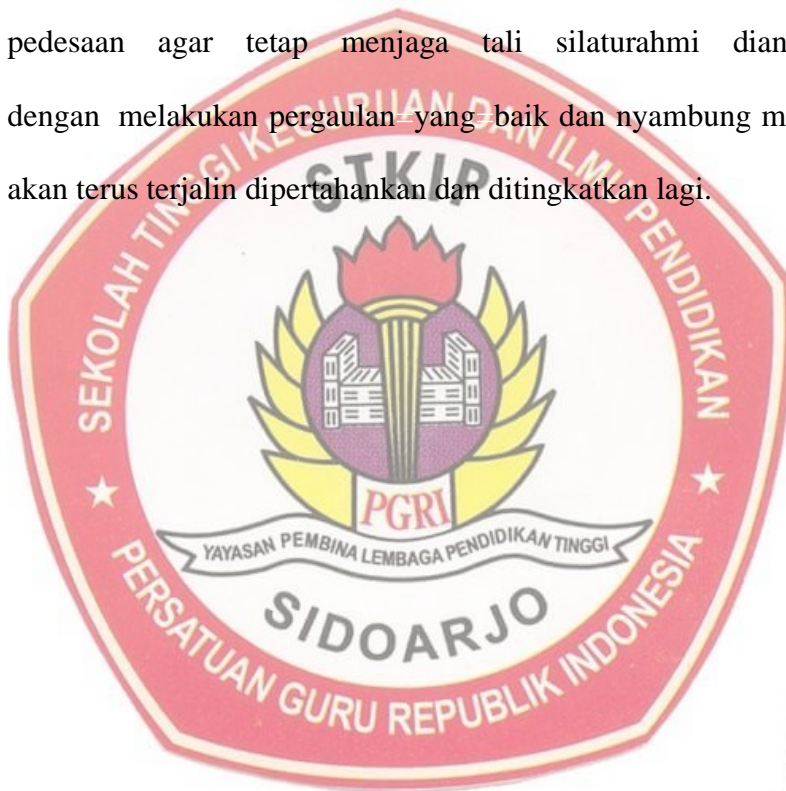 pedesaan agar tetap menjaga tali silaturahmi dian
dengan melakukan pergaulan yang baik dan nyambung m
akan terus terjalin dipertahankan dan ditingkatkan lagi.
SEKOLAH TINGGI KEGURUAN DAN ILMU PENDIDIKAN
STKIP
PGRI
YAYASAN PEMBINA LEMBAGA PENDIDIKAN TINGGI
SIDOARJO
PERSATUAN GURU REPUBLIK INDONESIA